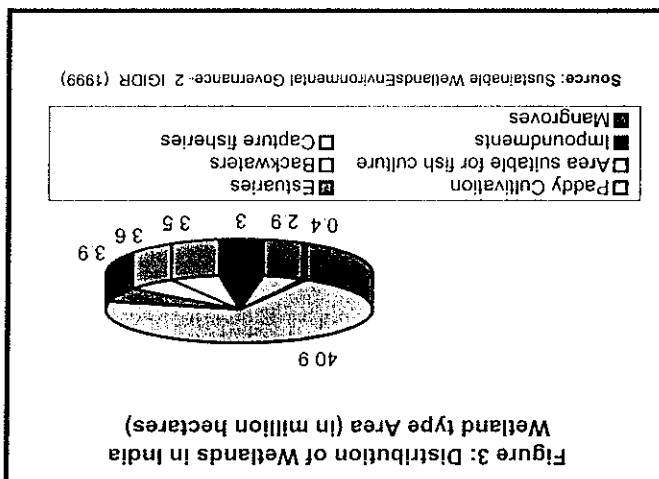 Figure 3: Distribution of Wetlands in India
Wetland type Area (in million hectares)
40 9
0.4 2 9 3 3 5 3 6 3.9
Paddy Cultivation Estuaries
Area suitable for fish culture Backwaters
Impoundments Capture fisheries
Mangroves
Source: Sustainable WetlandsEnvironmental Governance- 2 IGIDR (1999)